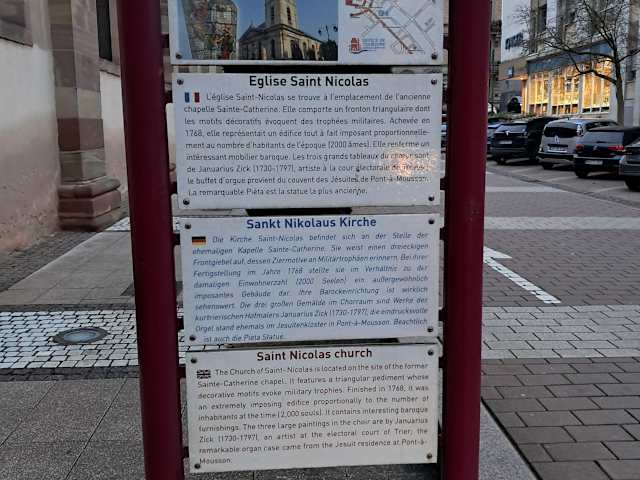 Eglise Saint Nicolas
L'église Saint-Nicolas se trouve à l'emplacement de l'ancienne
chapelle Sainte-Catherine. Elle comporte un fronton triangulaire dont
les motifs décoratifs évoquent des trophées militaires. Achevée en
1768, elle représentait un édifice tout à fait imposant proportionnelle-
ment au nombre d'habitants de l'époque (2000 âmes). Elle renferme un
intéressant mobilier baroque. Les trois grands tableaux du chœur sont
de Januarius Zick (1730-1797), artiste à la cour électorale de
le buffet d'orgue provient du couvent des Jésuites de Pont-à-Mousson.
La remarquable Piéta est la statue la plus ancienne.
Sankt Nikolaus Kirche
Die Kirche Saint-Nicolas befindet sich an der Stelle der
ehemaligen Kapelle Sainte-Catherine. Sie weist einen dreieckigen
Frontgiebel auf, dessen Ziermotive an Militärtrophäen erinnern. Bei ihrer
Fertigstellung im Jahre 1768 stellte sie im Verhältnis zu der
damaligen Einwohnerzahl (2000 Seelen) ein außergewöhnlich
imposantes Gebäude dar. Ihre Barockeinrichtung ist wirklich
sehenswert. Die drei großen Gemälde im Chorraum sind Werke der
kurtrierischen Hofmalers Januarius Zick (1730-1797), die eindrucksvolle
Orgel stand ehemals im Jesuitenkloster in Pont-à-Mousson. Beachtlich
ist auch die Pieta Statue.
Saint Nicolas church
The Church of Saint-Nicolas is located on the site of the former
Sainte-Catherine chapel. It features a triangular pediment whose
decorative motifs evoke military trophies. Finished in 1768, it was
an extremely imposing edifice proportionally to the number of
inhabitants at the time (2,000 souls). It contains interesting baroque
furnishings. The three large paintings in the choir are by Januarius
Zick (1730-1797), an artist at the electoral court of Trier; the
remarkable organ case came from the Jesuit residence at Pont-à-
Mousson.